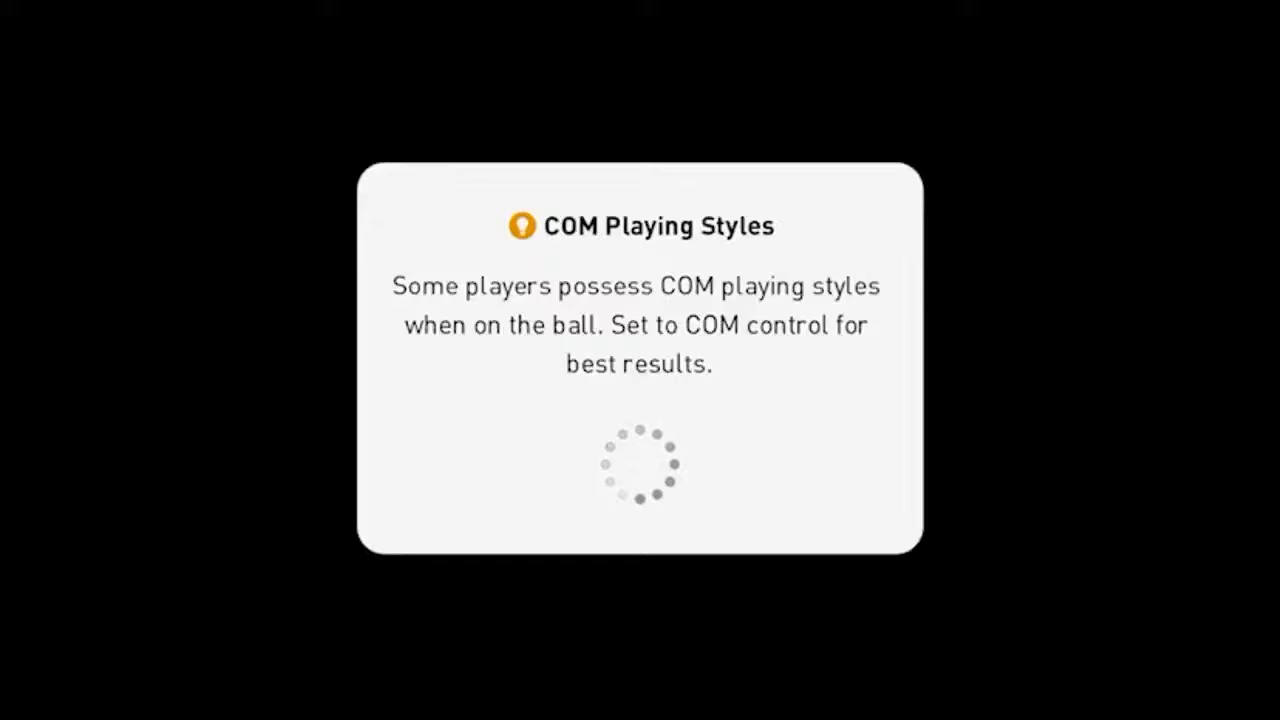 COM Playing Styles
Some players possess COM playing styles
when on the ball. Set to COM control for
best results.